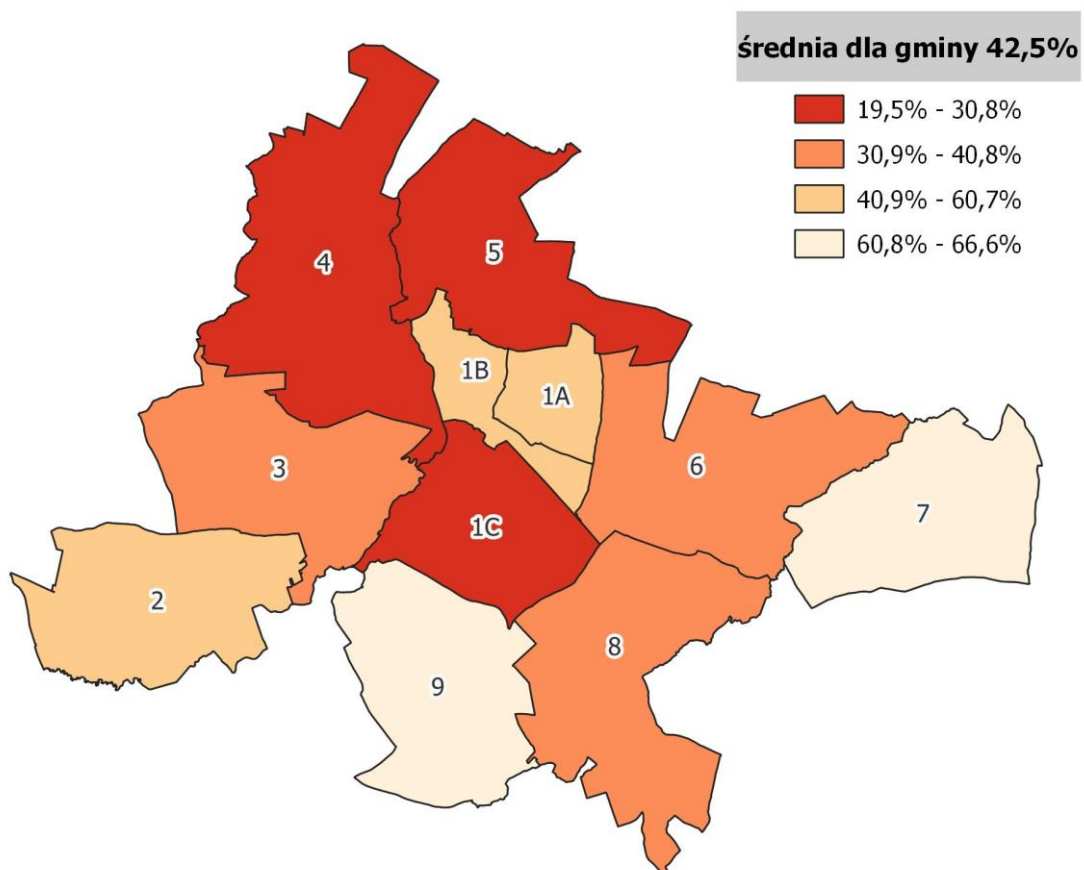 średnia dla gminy 42,5%
19,5% - 30,8%
30,9% - 40,8%
40,9% - 60,7%
60,8% - 66,6%
4
5
1B
1A
3
6
7
1C
2
8
9